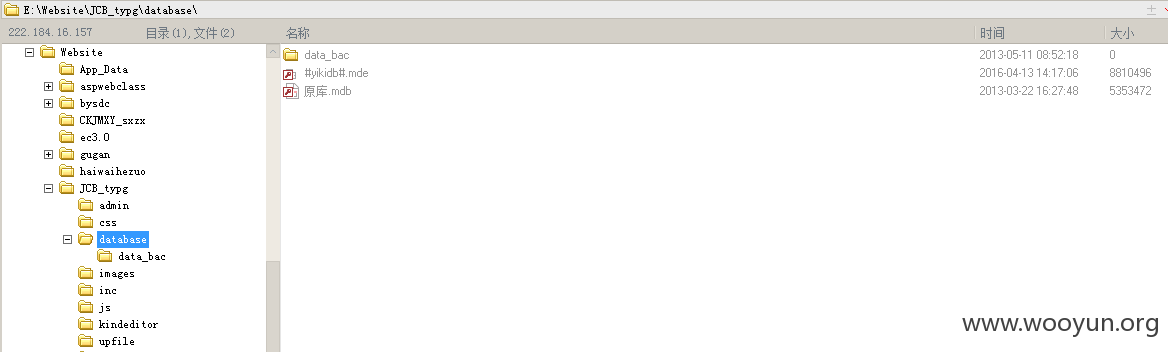 E:\Website\JCB_typg\database\
222.184.16.157 目录(1),文件(2) 名称 时间 大小
Website
App_Data
aspwebclass
bysdc
CKJMXY_sxzx
ec3.0
gugan
haiwaihezuo
JCB_typg
admin
css
database
data_bac
images
inc
js
kindeditor
upfile
data_bac 2013-05-11 08:52:18 0
#yikidb#.mde 2016-04-13 14:17:06 8810496
原库.mdb 2013-03-22 16:27:48 5353472
www.wooyun.org